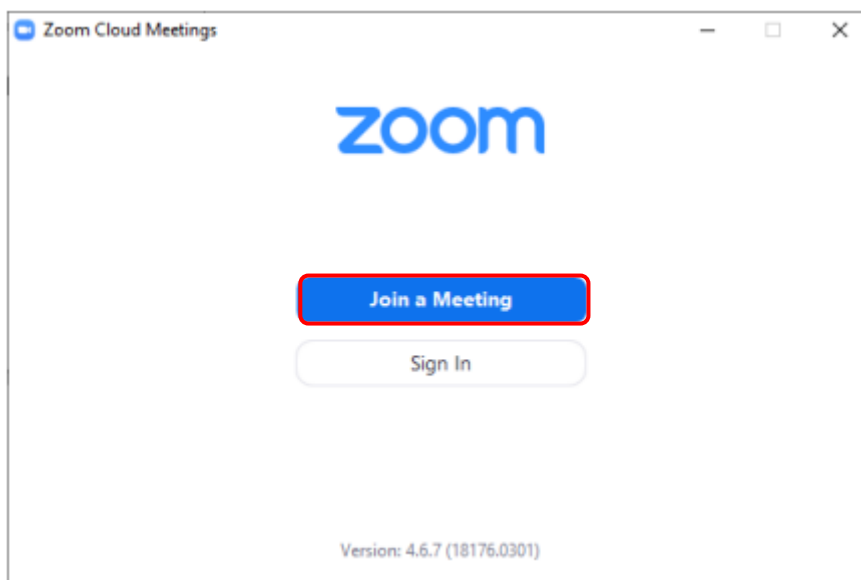 Zoom Cloud Meetings
zoom
Join a Meeting
Sign In
Version: 4.6.7 (18176.0301)